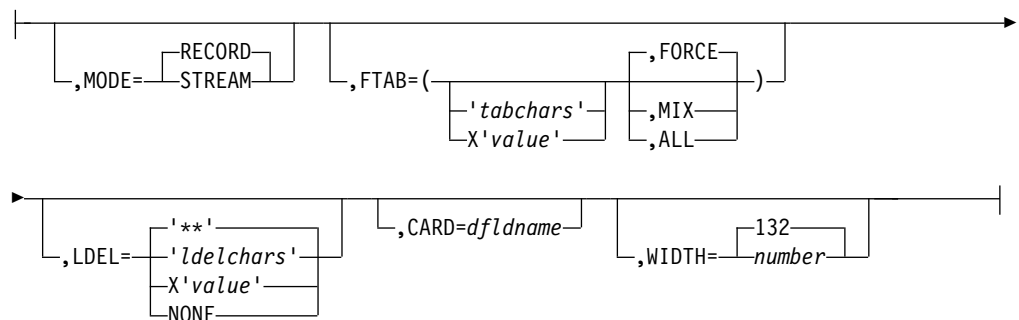 RECORD
,MODE= STREAM
,FORCE
,FTAB=( )
'tabchars' ,MIX
X'value' ,ALL
'**'
,LDEL= 'ldelchars'
X'value'
NONE
,CARD=dfldname
132
,WIDTH= number